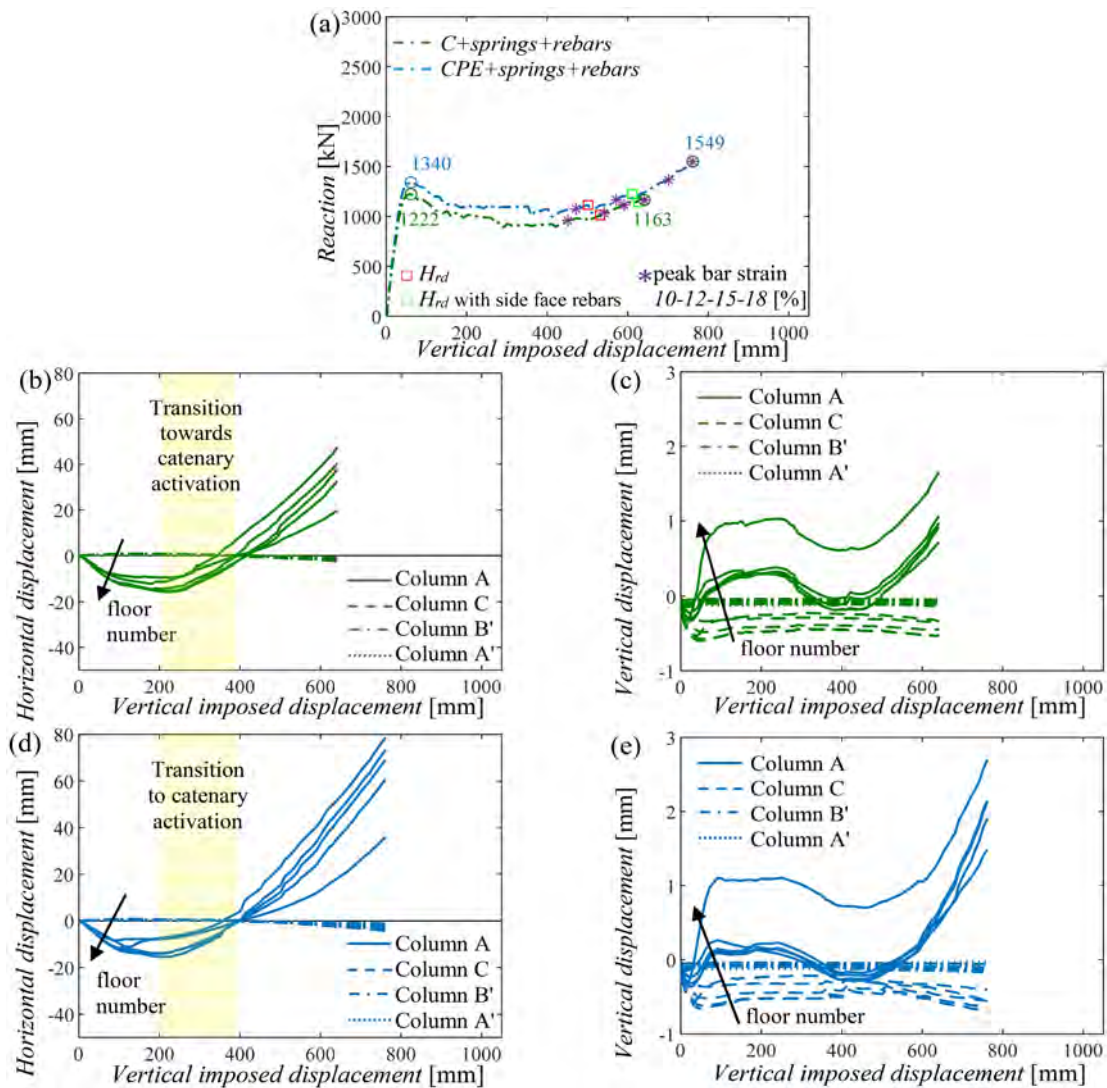 (a)
3000
2500
2000
1500
1000
500
0
Reaction [kN]
C+springs+rebars
CPE+springs+rebars
1340
1549
1222
1163
H_rd
H_rd with side face rebars
peak bar strain
10-12-15-18 [%]
0 200 400 600 800 1000
Vertical imposed displacement [mm]
(b)
80
60
40
20
0
-20
-40
Horizontal displacement [mm]
Transition
towards
catenary
activation
floor
number
Column A
Column C
Column B'
Column A'
0 200 400 600 800 1000
Vertical imposed displacement [mm]
(c)
3
2
1
0
-1
Vertical displacement [mm]
Column A
Column C
Column B'
Column A'
floor number
0 200 400 600 800 1000
Vertical imposed displacement [mm]
(d)
80
60
40
20
0
-20
-40
Horizontal displacement [mm]
Transition
to catenary
activation
floor
number
Column A
Column C
Column B'
Column A'
0 200 400 600 800 1000
Vertical imposed displacement [mm]
(e)
3
2
1
0
-1
Vertical displacement [mm]
Column A
Column C
Column B'
Column A'
floor number
0 200 400 600 800 1000
Vertical imposed displacement [mm]